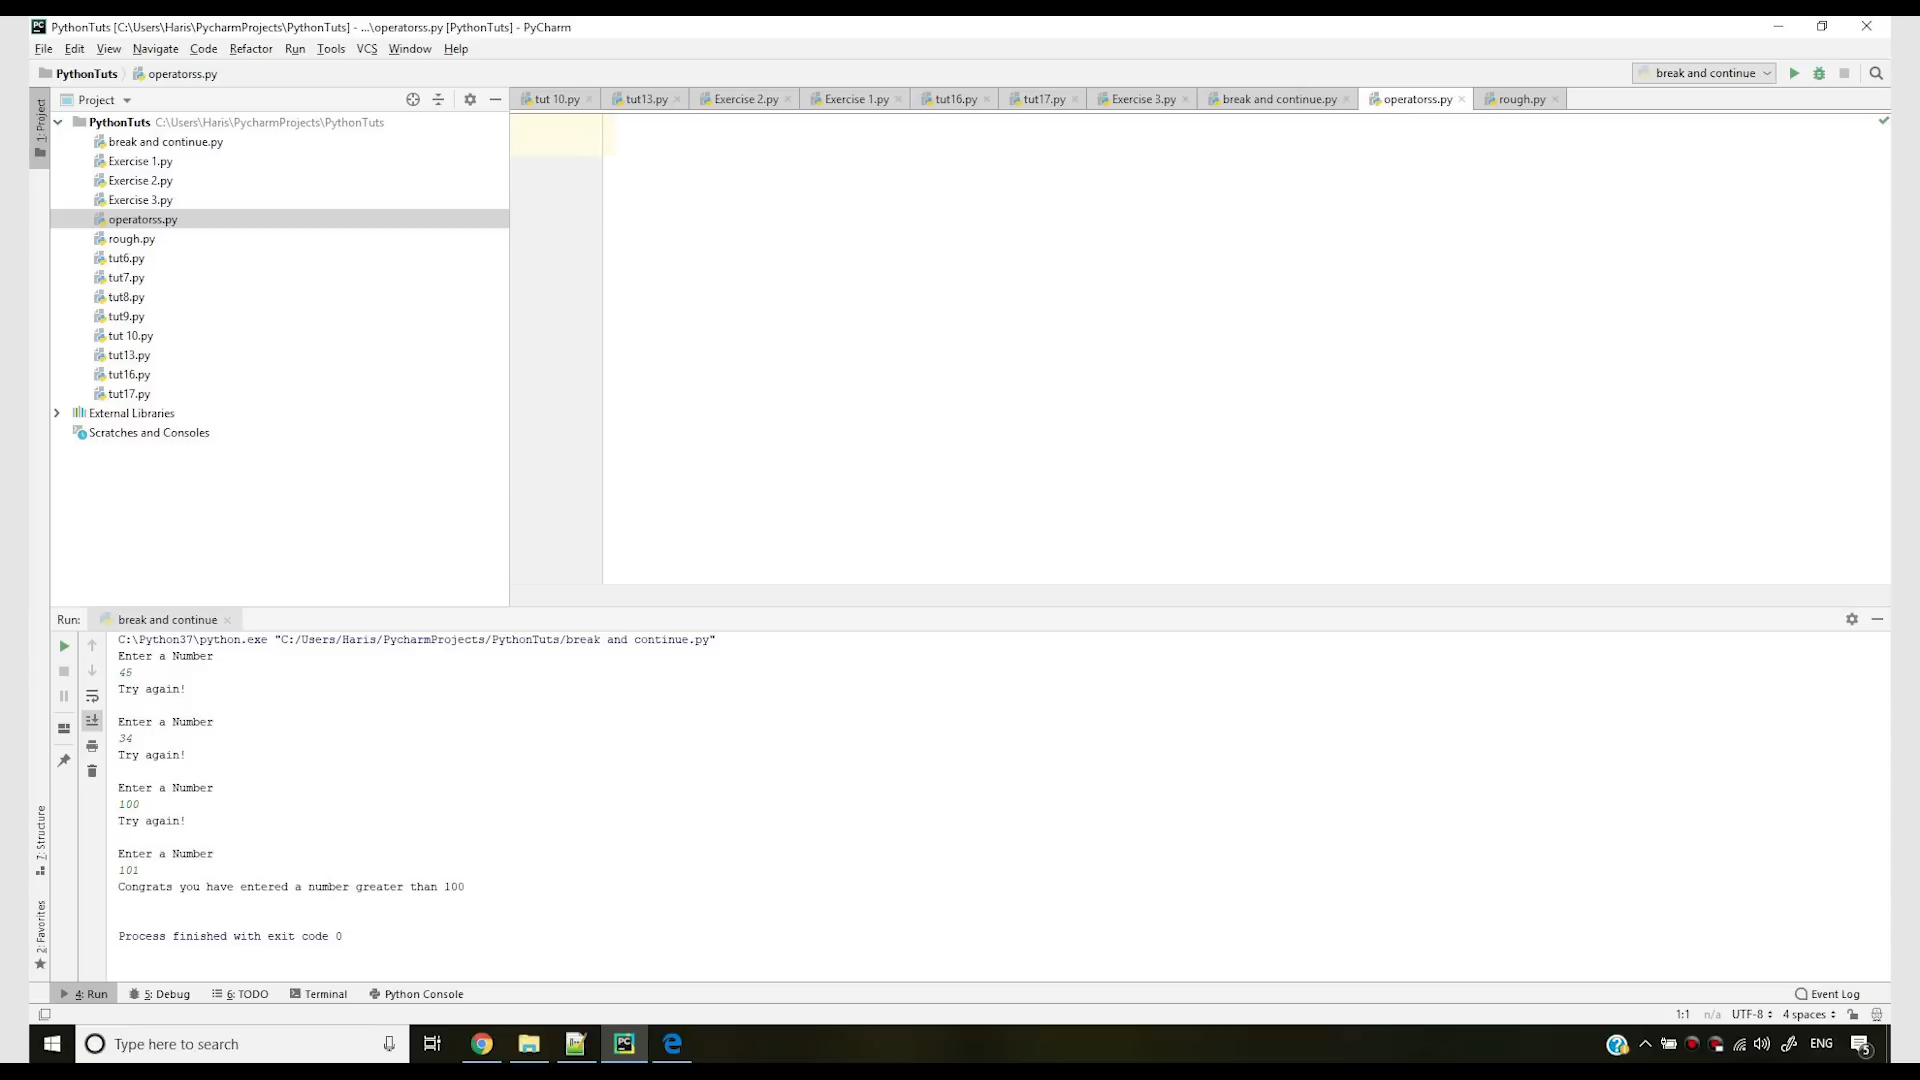 PythonTuts [C:\Users\Haris\PycharmProjects\PythonTuts] - ...\operatorss.py [PythonTuts] - PyCharm
File Edit View Navigate Code Refactor Run Tools VCS Window Help
PythonTuts operatorss.py
break and continue
Project
tut 10.py tut13.py Exercise 2.py Exercise 1.py tut16.py tut17.py Exercise 3.py break and continue.py operatorss.py rough.py
1: Project
PythonTuts C:\Users\Haris\PycharmProjects\PythonTuts
break and continue.py
Exercise 1.py
Exercise 2.py
Exercise 3.py
operatorss.py
rough.py
tut6.py
tut7.py
tut8.py
tut9.py
tut 10.py
tut13.py
tut16.py
tut17.py
External Libraries
Scratches and Consoles
Run: break and continue
C:\Python37\python.exe "C:/Users/Haris/PycharmProjects/PythonTuts/break and continue.py"
Enter a Number
45
Try again!
Enter a Number
34
Try again!
Enter a Number
100
Try again!
Enter a Number
101
Congrats you have entered a number greater than 100
Process finished with exit code 0
7: Structure
2: Favorites
4: Run 5: Debug 6: TODO Terminal Python Console Event Log
1:1 n/a UTF-8 4 spaces
Type here to search
ENG
5